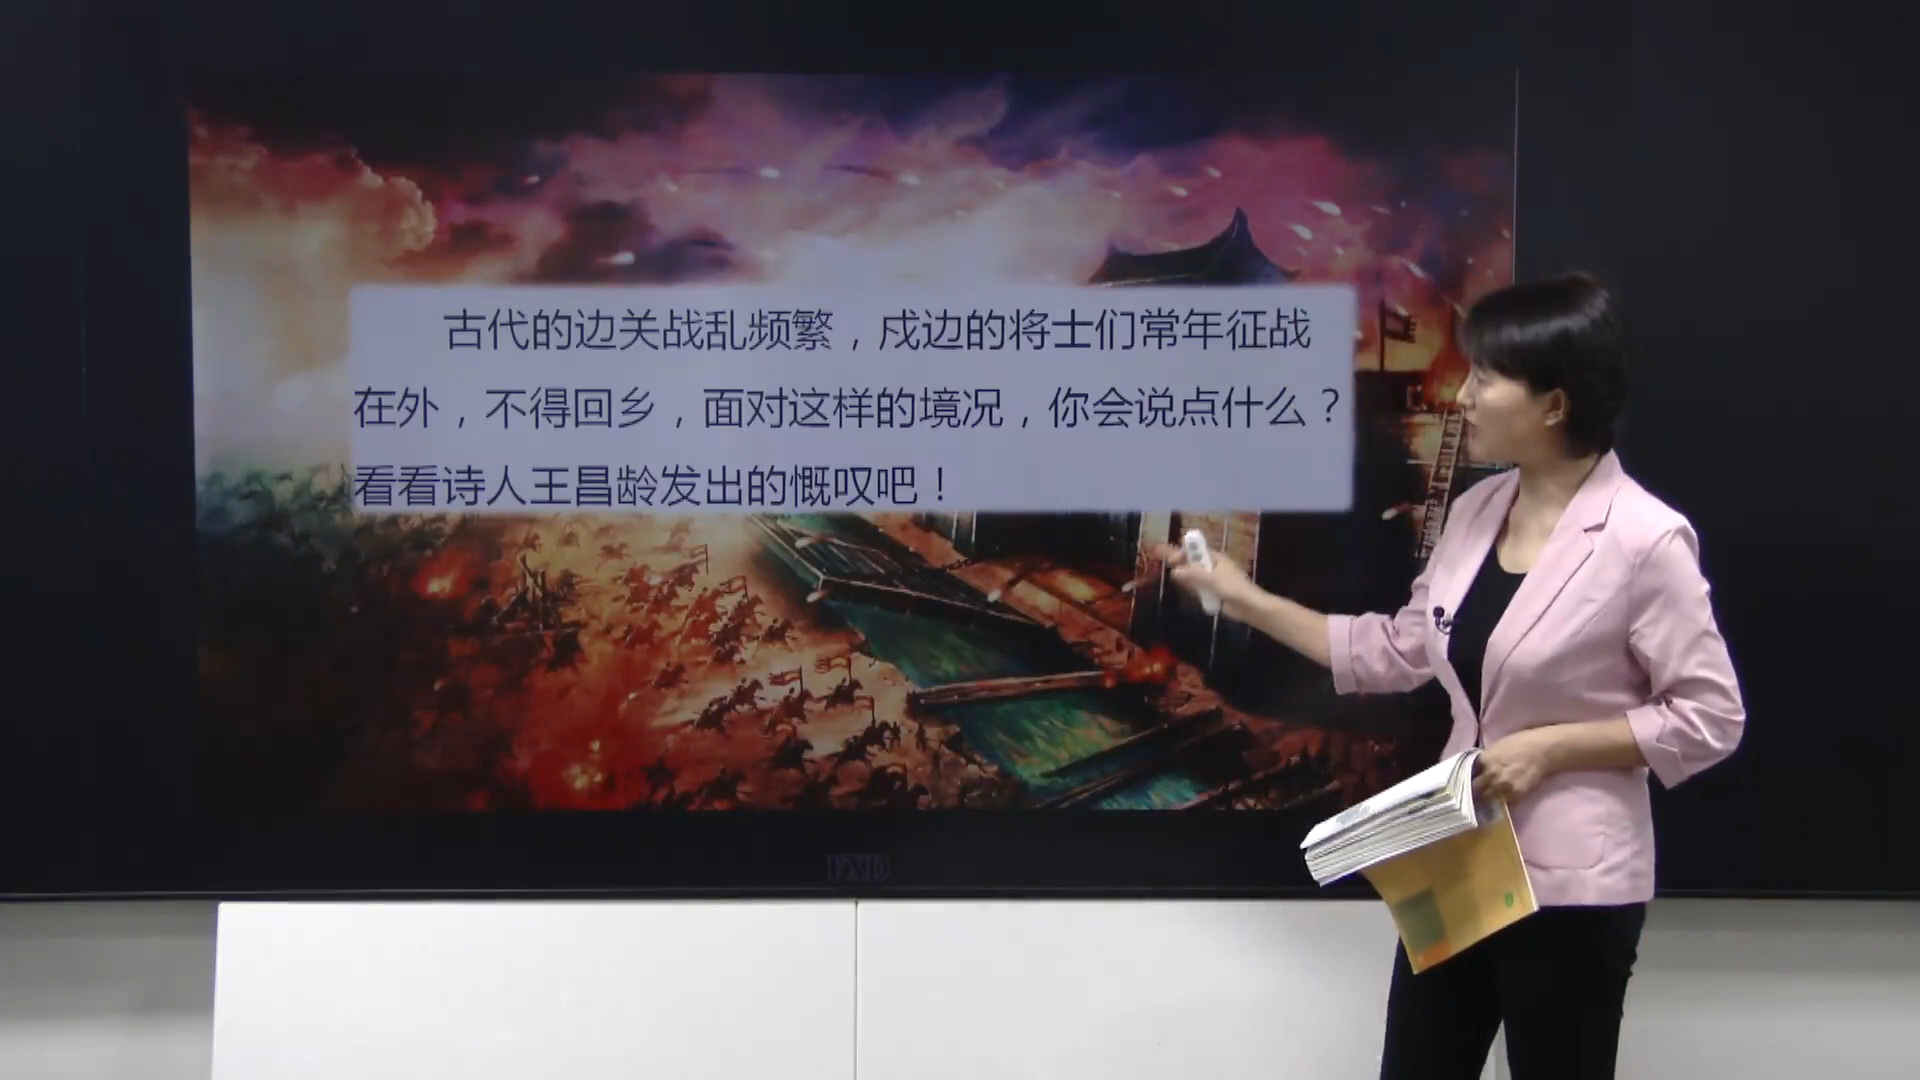 古代的边关战乱频繁，戍边的将士们常年征战
在外，不得回乡，面对这样的境况，你会说点什么？
看看诗人王昌龄发出的慨叹吧！